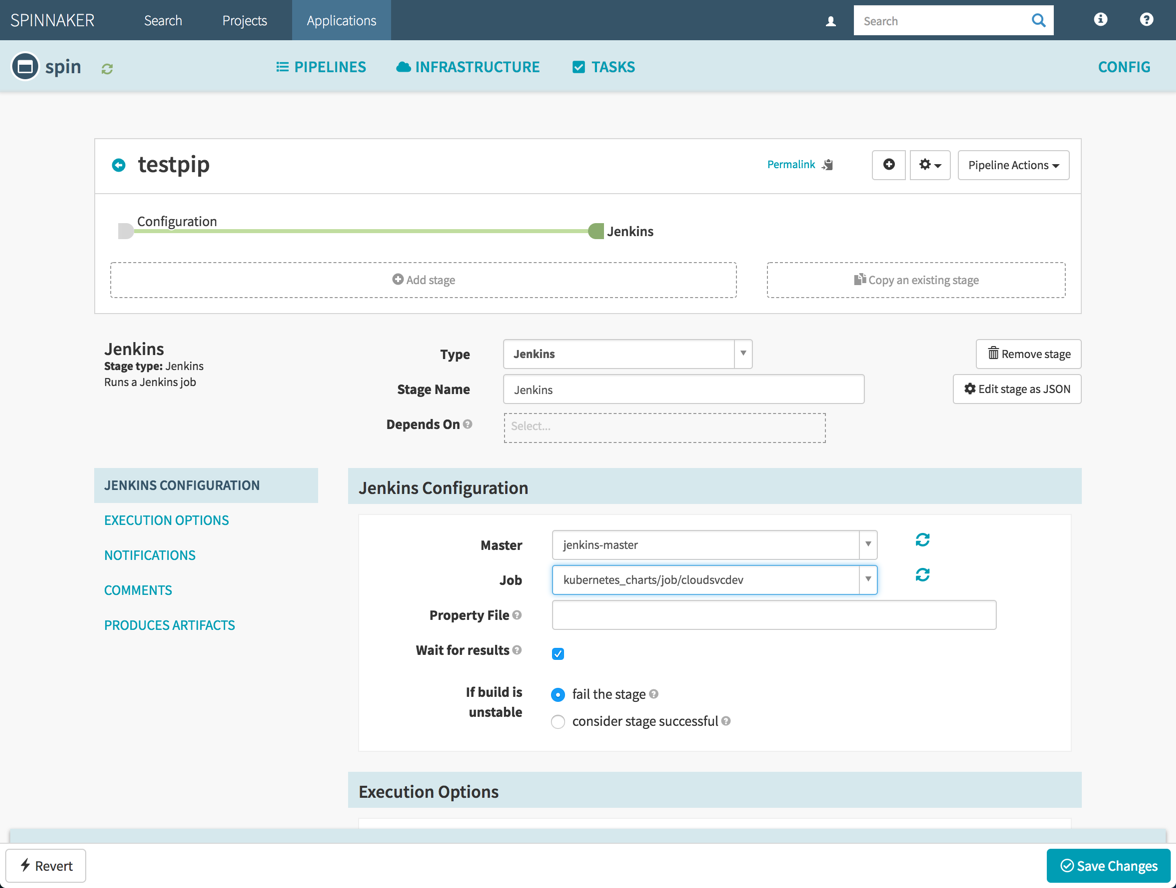 SPINNAKER Search Projects Applications Search
spin PIPELINES INFRASTRUCTURE TASKS CONFIG
testpip Permalink Pipeline Actions
Configuration
Jenkins
Add stage Copy an existing stage
Jenkins
Stage type: Jenkins
Runs a Jenkins job
Type Jenkins Remove stage
Stage Name Jenkins Edit stage as JSON
Depends On Select...
JENKINS CONFIGURATION
EXECUTION OPTIONS
NOTIFICATIONS
COMMENTS
PRODUCES ARTIFACTS
Jenkins Configuration
Master jenkins-master
Job kubernetes_charts/job/cloudsvcdev
Property File
Wait for results
If build is
unstable
fail the stage
consider stage successful
Execution Options
Revert Save Changes